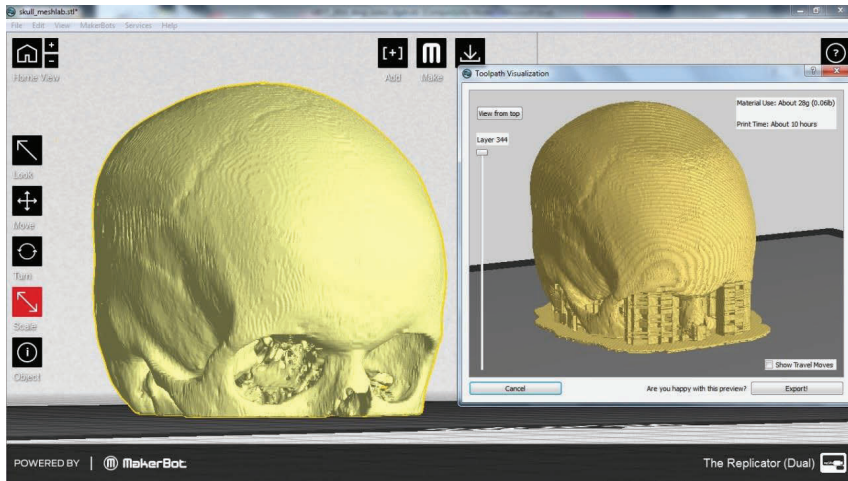 skull_meshlab.stl*
File Edit View MakerBots Services Help
Home View
+
−
[+]
Add
M
Make
?
Look
Move
Turn
Scale
i
Object
Toolpath Visualization
View from top
Material Use: About 28g (0.06lb)
Print Time: About 10 hours
Layer 344
Show Travel Moves
Cancel
Are you happy with this preview?
Export!
POWERED BY | MakerBot.
The Replicator (Dual)